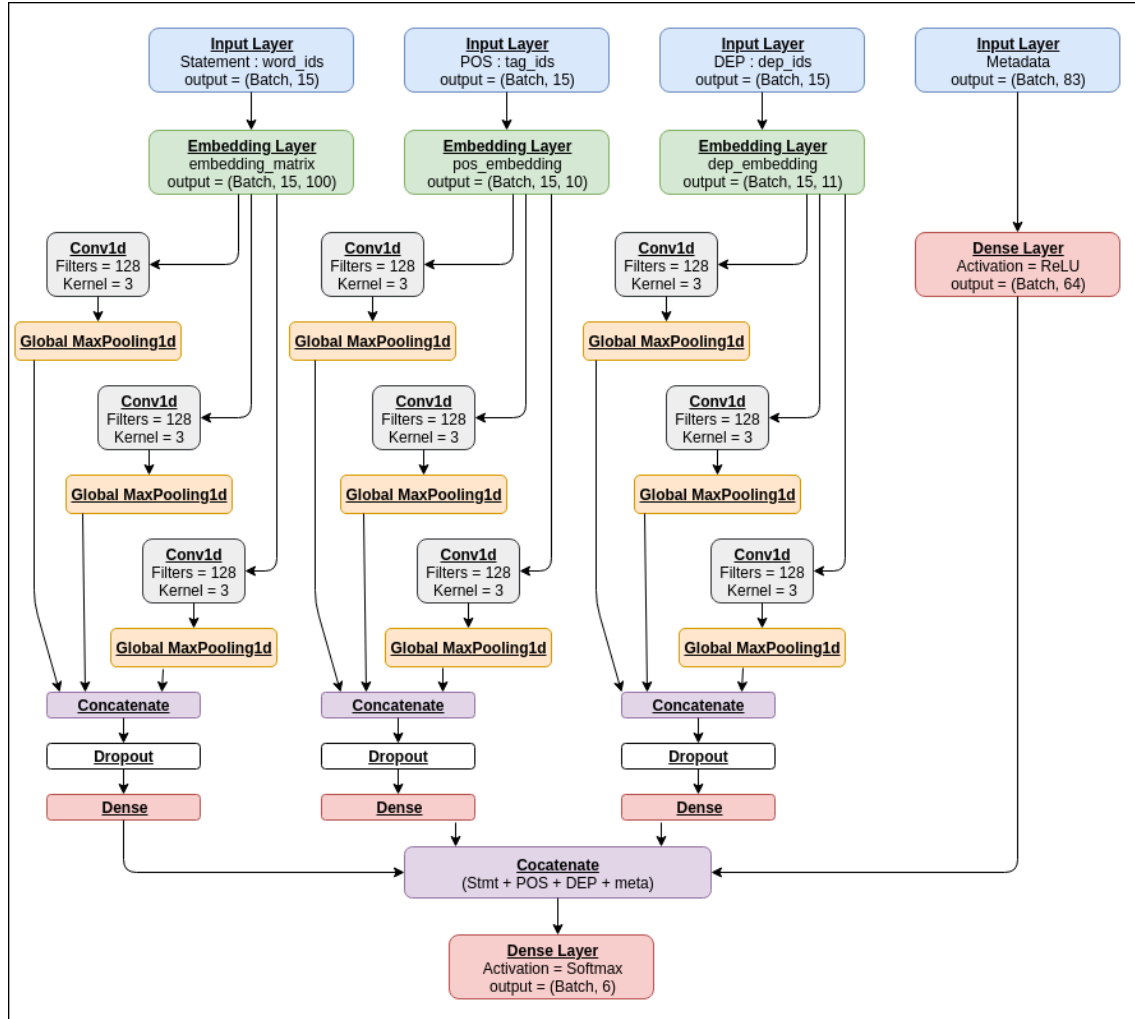 Input Layer
Statement : word_ids
output = (Batch, 15)
Input Layer
POS : tag_ids
output = (Batch, 15)
Input Layer
DEP : dep_ids
output = (Batch, 15)
Input Layer
Metadata
output = (Batch, 83)
Embedding Layer
embedding_matrix
output = (Batch, 15, 100)
Embedding Layer
pos_embedding
output = (Batch, 15, 10)
Embedding Layer
dep_embedding
output = (Batch, 15, 11)
Conv1d
Filters = 128
Kernel = 3
Conv1d
Filters = 128
Kernel = 3
Conv1d
Filters = 128
Kernel = 3
Dense Layer
Activation = ReLU
output = (Batch, 64)
Global MaxPooling1d
Global MaxPooling1d
Global MaxPooling1d
Conv1d
Filters = 128
Kernel = 3
Conv1d
Filters = 128
Kernel = 3
Conv1d
Filters = 128
Kernel = 3
Global MaxPooling1d
Global MaxPooling1d
Global MaxPooling1d
Conv1d
Filters = 128
Kernel = 3
Conv1d
Filters = 128
Kernel = 3
Conv1d
Filters = 128
Kernel = 3
Global MaxPooling1d
Global MaxPooling1d
Global MaxPooling1d
Concatenate
Concatenate
Concatenate
Dropout
Dropout
Dropout
Dense
Dense
Dense
Cocatenate
(Stmt + POS + DEP + meta)
Dense Layer
Activation = Softmax
output = (Batch, 6)